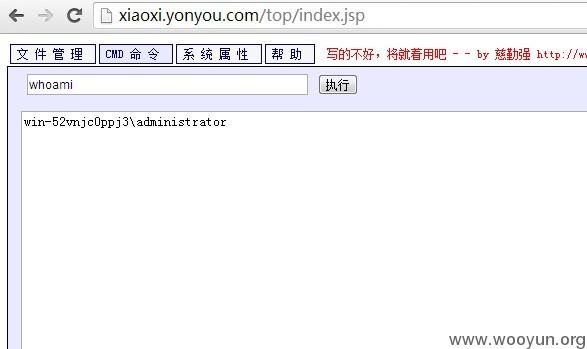 xiaoxi.yonyou.com/top/index.jsp
文件管理 CMD命令 系统属性 帮助 写的不好，将就着用吧 - - by 慈勤强 http://ww
whoami 执行
win-52vnjc0ppj3\administrator
www.wooyun.org